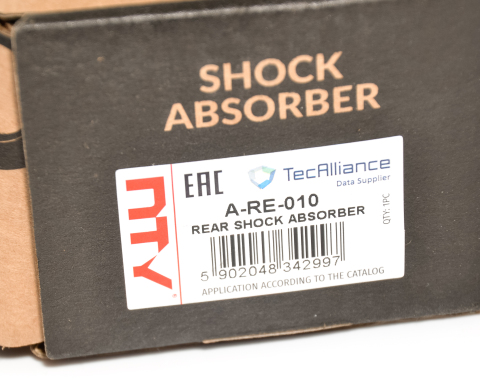 SHOCK
ABSORBER
NTY
EAC
TecAlliance
Data Supplier
A-RE-010
REAR SHOCK ABSORBER
QTY: 1PC
5 902048 342997
APPLICATION ACCORDING TO THE CATALOG